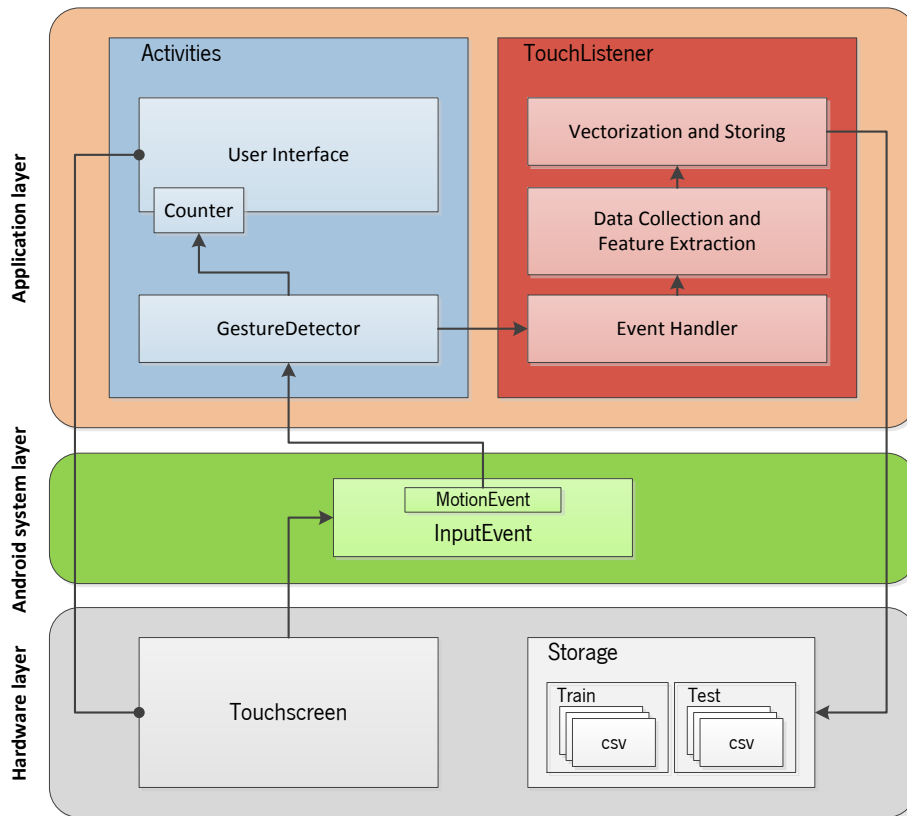 Application layer
Activities
User Interface
Counter
GestureDetector
TouchListener
Vectorization and Storing
Data Collection and
Feature Extraction
Event Handler
Android system layer
MotionEvent
InputEvent
Hardware layer
Touchscreen
Storage
Train
csv
Test
csv